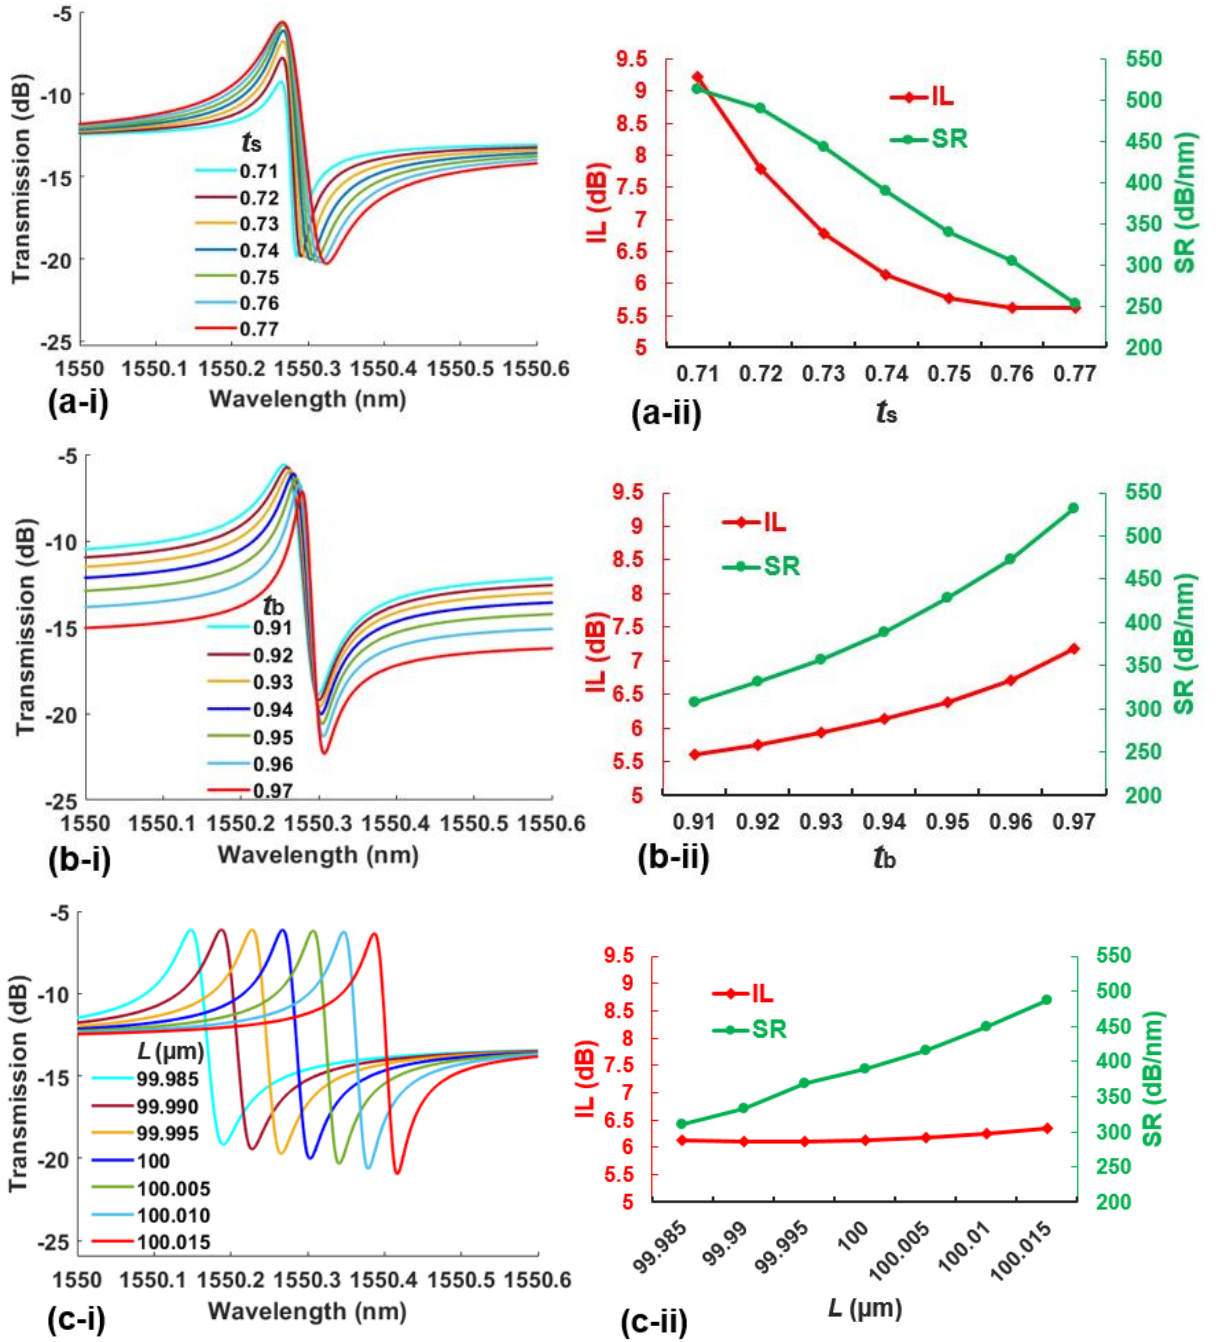 -5
-10
-15
-20
-25
Transmission (dB)
ts
0.71
0.72
0.73
0.74
0.75
0.76
0.77
1550 1550.1 1550.2 1550.3 1550.4 1550.5 1550.6
Wavelength (nm)
(a-i)
9.5
9
8.5
8
7.5
7
6.5
6
5.5
5
IL (dB)
IL
SR
550
500
450
400
350
300
250
200
SR (dB/nm)
0.71 0.72 0.73 0.74 0.75 0.76 0.77
ts
(a-ii)
-5
-10
-15
-20
-25
Transmission (dB)
tb
0.91
0.92
0.93
0.94
0.95
0.96
0.97
1550 1550.1 1550.2 1550.3 1550.4 1550.5 1550.6
Wavelength (nm)
(b-i)
9.5
9
8.5
8
7.5
7
6.5
6
5.5
5
IL (dB)
IL
SR
550
500
450
400
350
300
250
200
SR (dB/nm)
0.91 0.92 0.93 0.94 0.95 0.96 0.97
tb
(b-ii)
-5
-10
-15
-20
-25
Transmission (dB)
L (μm)
99.985
99.990
99.995
100
100.005
100.010
100.015
1550 1550.1 1550.2 1550.3 1550.4 1550.5 1550.6
Wavelength (nm)
(c-i)
9.5
9
8.5
8
7.5
7
6.5
6
5.5
5
IL (dB)
IL
SR
550
500
450
400
350
300
250
200
SR (dB/nm)
99.985 99.99 99.995 100 100.005 100.01 100.015
L (μm)
(c-ii)